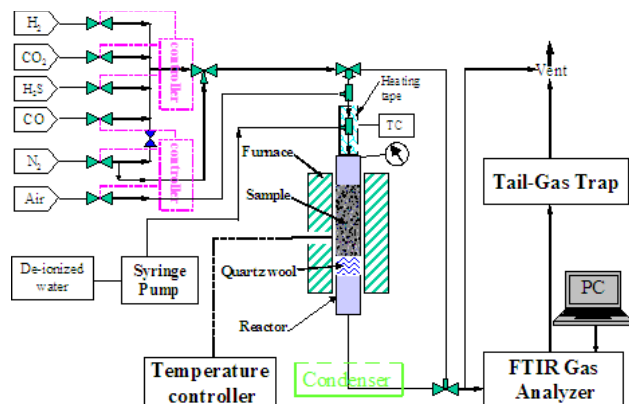 H2
CO2
H2S
CO
N2
Air
controller
controller
De-ionized
water
Syringe
Pump
Heating
tape
TC
Furnace
Sample
Quartz wool
Reactor
Temperature
controller
Condenser
Vent
Tail-Gas Trap
PC
FTIR Gas
Analyzer